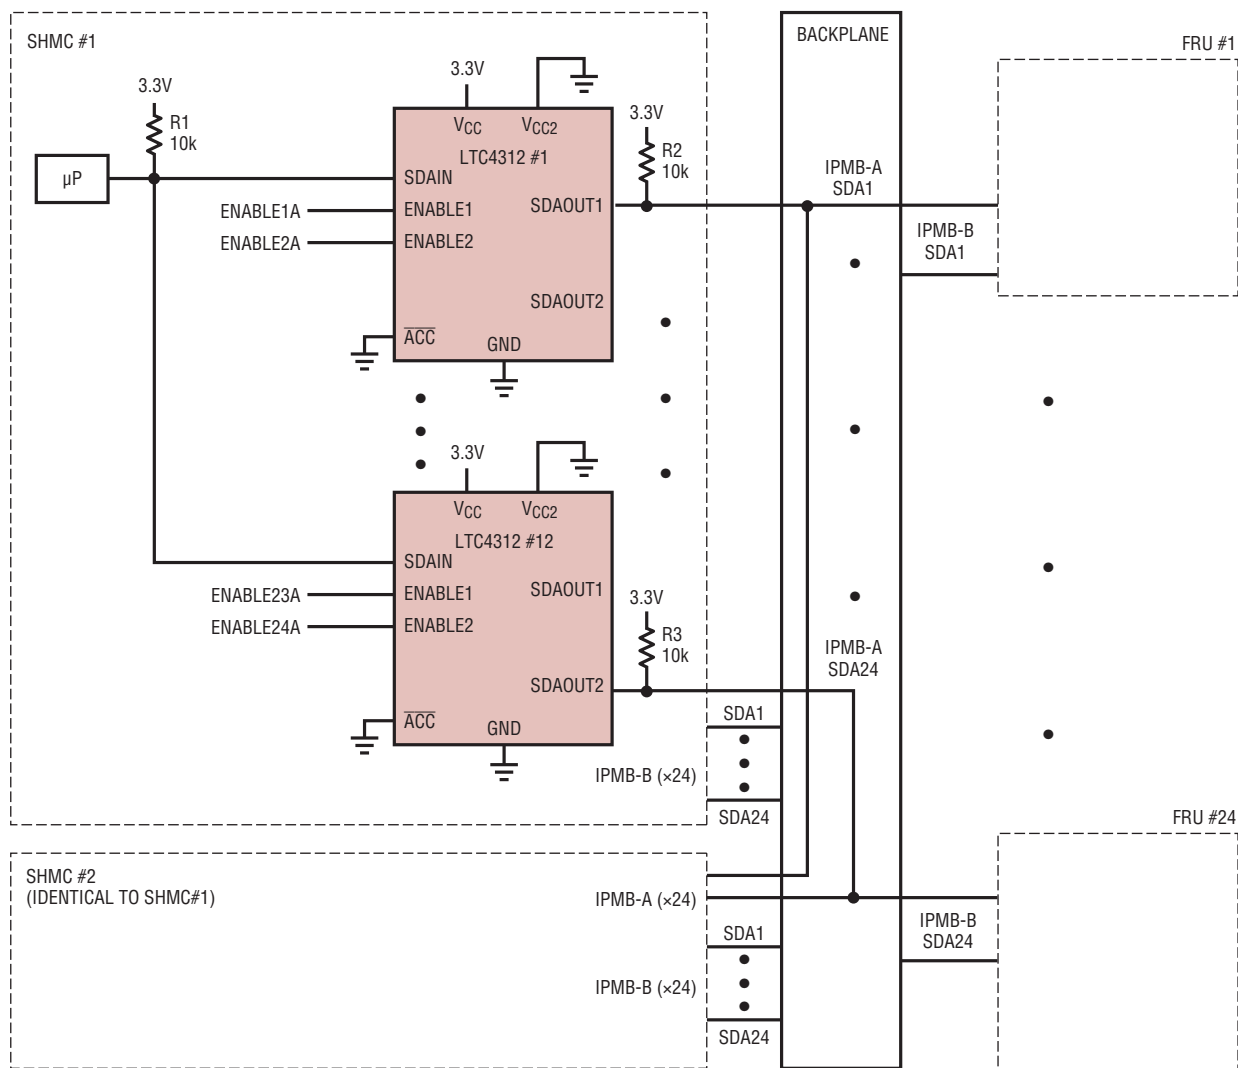 SHMC #1
BACKPLANE
FRU #1
3.3V
R1
10k
µP
3.3V
VCC
VCC2
LTC4312 #1
SDAIN
ENABLE1A
ENABLE1
ENABLE2A
ENABLE2
SDAOUT1
SDAOUT2
ACC
GND
3.3V
R2
10k
IPMB-A
SDA1
IPMB-B
SDA1
3.3V
VCC
VCC2
LTC4312 #12
SDAIN
ENABLE23A
ENABLE1
ENABLE24A
ENABLE2
SDAOUT1
SDAOUT2
ACC
GND
3.3V
R3
10k
IPMB-A
SDA24
SDA1
IPMB-B (×24)
SDA24
FRU #24
SHMC #2
(IDENTICAL TO SHMC#1)
IPMB-A (×24)
SDA1
IPMB-B (×24)
SDA24
IPMB-B
SDA24